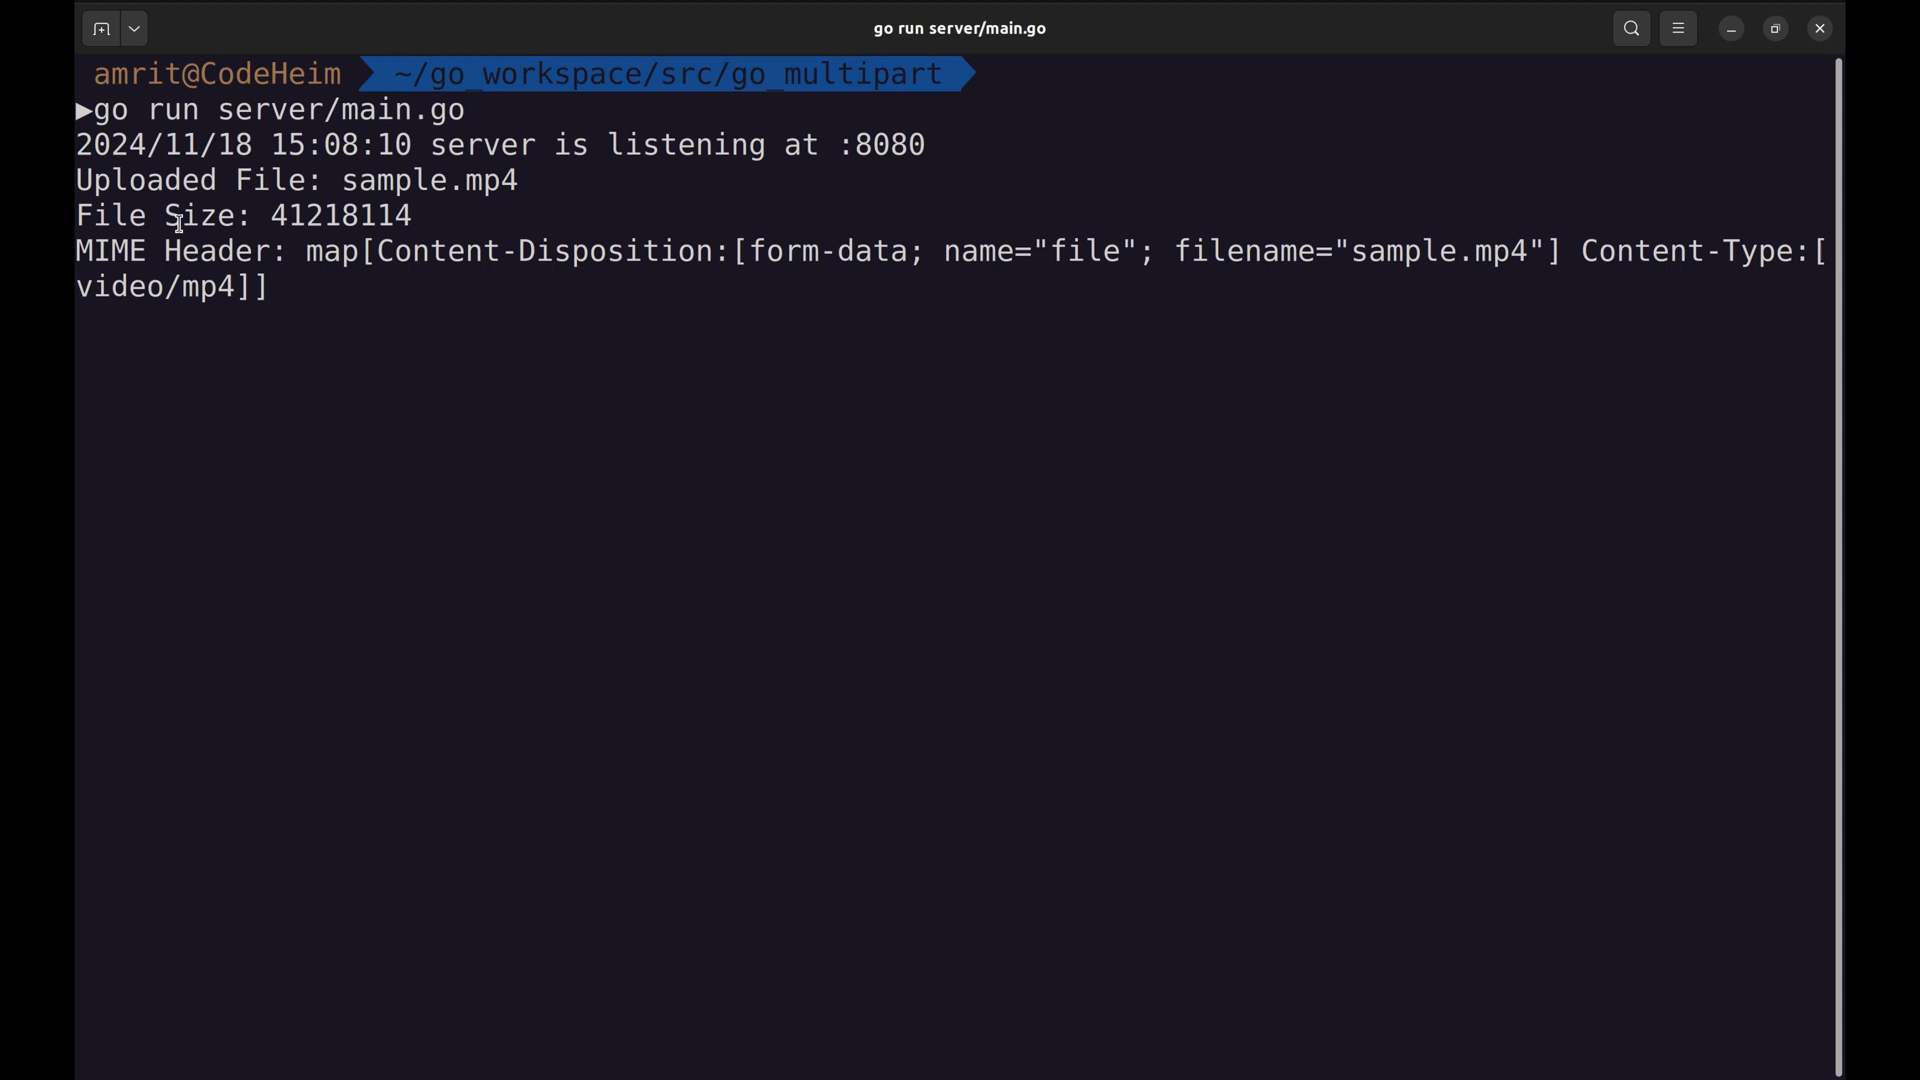 go run server/main.go
amrit@CodeHeim ~/go_workspace/src/go_multipart
▶go run server/main.go
2024/11/18 15:08:10 server is listening at :8080
Uploaded File: sample.mp4
File Size: 41218114
MIME Header: map[Content-Disposition:[form-data; name="file"; filename="sample.mp4"] Content-Type:[
video/mp4]]